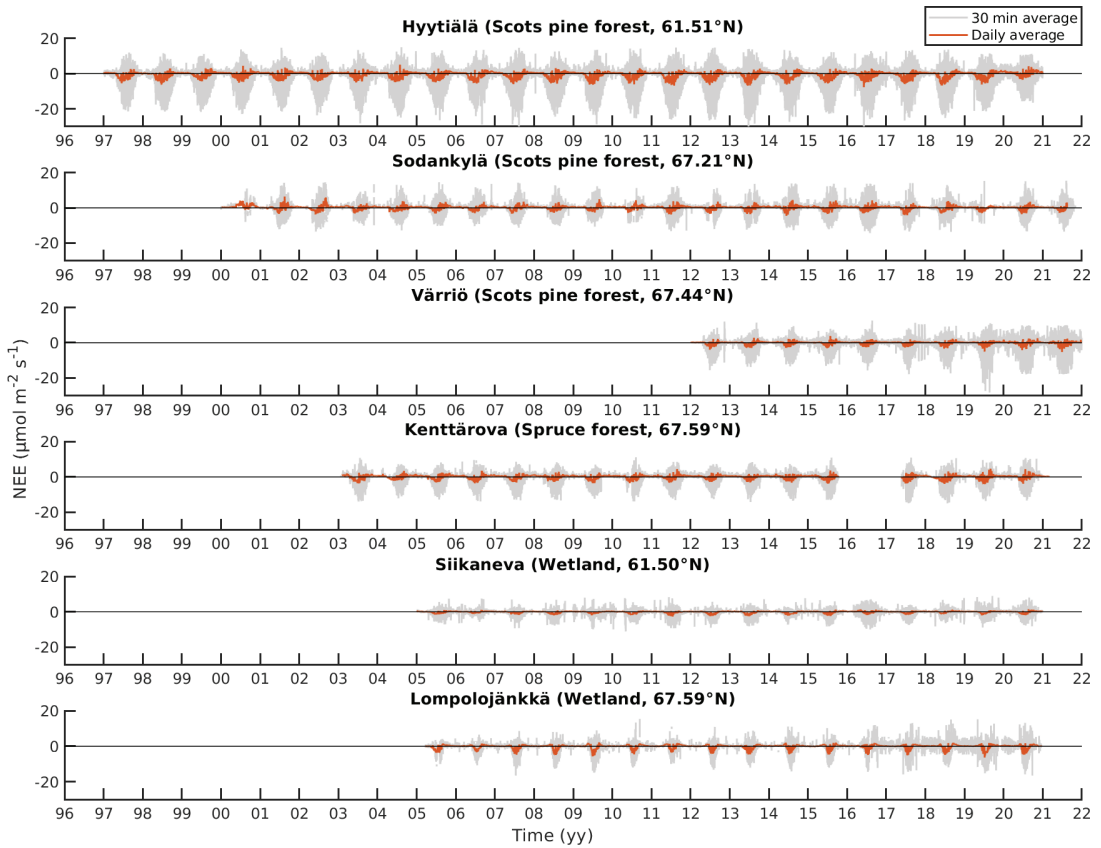 30 min average
Daily average
Hyytiälä (Scots pine forest, 61.51°N)
20
0
-20
96 97 98 99 00 01 02 03 04 05 06 07 08 09 10 11 12 13 14 15 16 17 18 19 20 21 22
Sodankylä (Scots pine forest, 67.21°N)
20
0
-20
96 97 98 99 00 01 02 03 04 05 06 07 08 09 10 11 12 13 14 15 16 17 18 19 20 21 22
Värriö (Scots pine forest, 67.44°N)
20
0
-20
96 97 98 99 00 01 02 03 04 05 06 07 08 09 10 11 12 13 14 15 16 17 18 19 20 21 22
Kenttärova (Spruce forest, 67.59°N)
20
0
-20
96 97 98 99 00 01 02 03 04 05 06 07 08 09 10 11 12 13 14 15 16 17 18 19 20 21 22
Siikaneva (Wetland, 61.50°N)
20
0
-20
96 97 98 99 00 01 02 03 04 05 06 07 08 09 10 11 12 13 14 15 16 17 18 19 20 21 22
Lompolojänkkä (Wetland, 67.59°N)
20
0
-20
96 97 98 99 00 01 02 03 04 05 06 07 08 09 10 11 12 13 14 15 16 17 18 19 20 21 22
Time (yy)
NEE (μmol m⁻² s⁻¹)